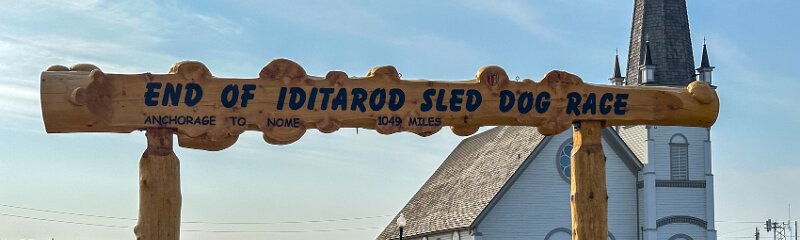 END OF IDITAROD SLED DOG RACE
ANCHORAGE TO NOME 1049 MILES